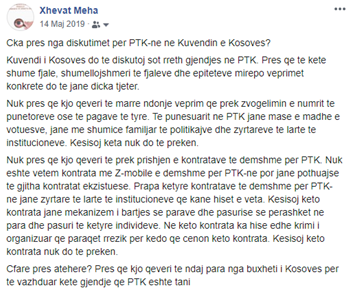 Xhevat Meha
14 Maj 2019 ·
Cka pres nga diskutimet per PTK-ne ne Kuvendin e Kosoves?
Kuvendi i Kosoves do te diskutoj sot rreth gjendjes ne PTK. Pres qe te kete
shume fjale, shumellojshmeri te fjaleve dhe epiteteve mirepo veprimet
konkrete do te jane dicka tjeter.
Nuk pres qe kjo qeveri te marre ndonje veprim qe prek zvogelimin e numrit te
punetoreve ose te pagave te tyre. Te punesuarit ne PTK jane mase e madhe e
votuesve, jane me shumice familjar te politikajve dhe zyrtareve te larte te
institucioneve. Kesisoj keta nuk do te preken.
Nuk pres qe kjo qeveri te prek prishjen e kontratave te demshme per PTK. Nuk
eshte vetem kontrata me Z-mobile e demshme per PTK-ne por jane pothuajse
te gjitha kontratat ekzistuese. Prapa ketyre kontratave te demshme per PTK-
ne jane zyrtare te larte te institucioneve qe kane hiset e veta. Kesisoj keto
kontrata jane mekanizem i bartjes se parave dhe pasurise se perashket ne
para dhe pasuri te ketyre individeve. Ne keto kontrata ka hise edhe krimi i
organizuar qe paraqet rrezik per kedo qe cenon keto kontrata. Kesisoj keto
kontrata nuk do te preken.
Cfare pres atehere? Pres qe kjo qeveri te ndaj para nga buxheti i Kosoves per
te vazhduar kete gjendje qe PTK eshte tani